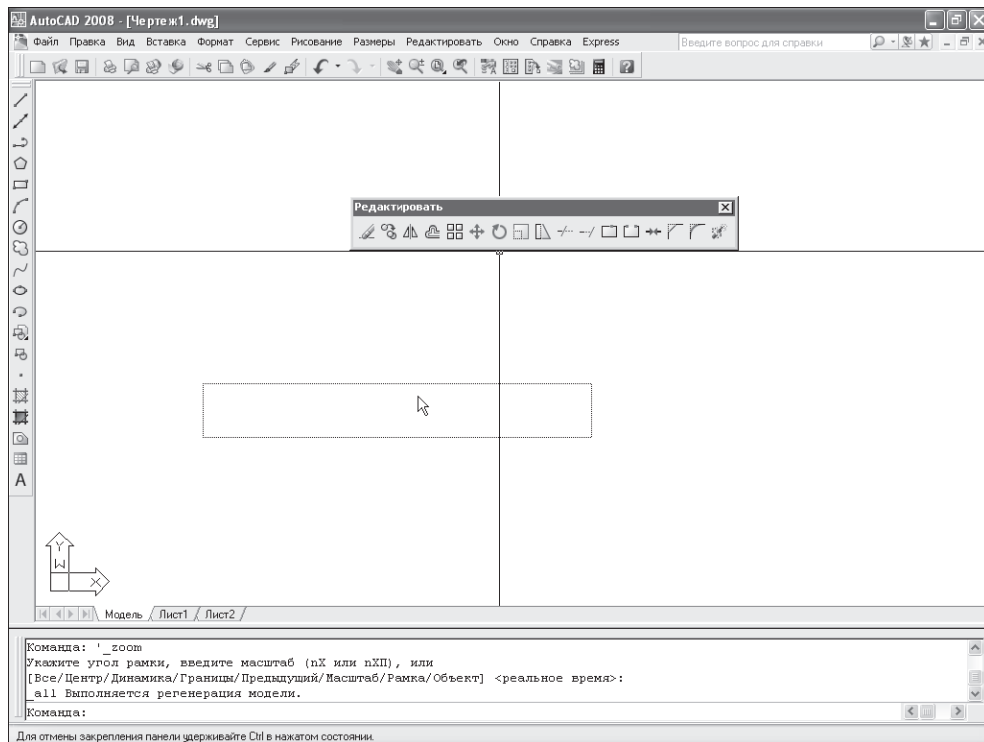 AutoCAD 2008 - [Чертеж1.dwg]
Файл Правка Вид Вставка Формат Сервис Рисование Размеры Редактировать Окно Справка Express Введите вопрос для справки
Редактировать
A
Y
W
X
Модель Лист1 Лист2
Команда: '_zoom
Укажите угол рамки, введите масштаб (nX или nXП), или
[Все/Центр/Динамика/Границы/Предыдущий/Масштаб/Рамка/Объект] <реальное время>:
_all Выполняется регенерация модели.
Команда:
Для отмены закрепления панели удерживайте Ctrl в нажатом состоянии.